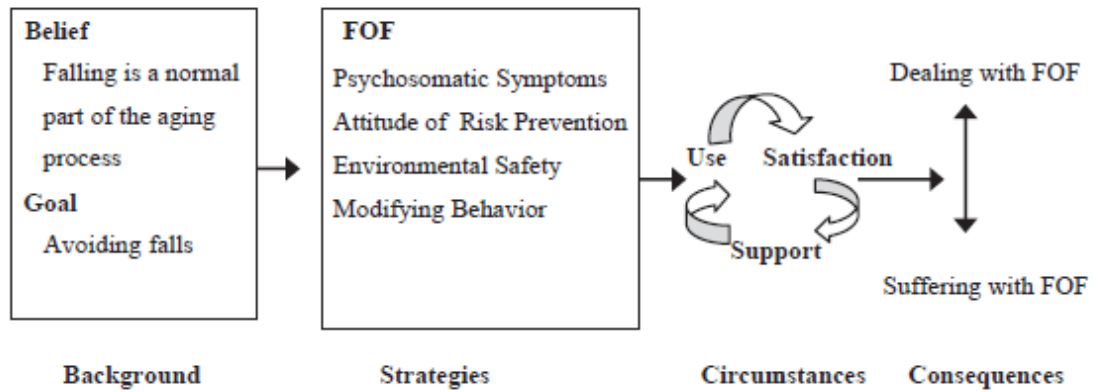 Belief
Falling is a normal
part of the aging
process
Goal
Avoiding falls
FOF
Psychosomatic Symptoms
Attitude of Risk Prevention
Environmental Safety
Modifying Behavior
Use
Satisfaction
Support
Dealing with FOF
Suffering with FOF
Background
Strategies
Circumstances
Consequences